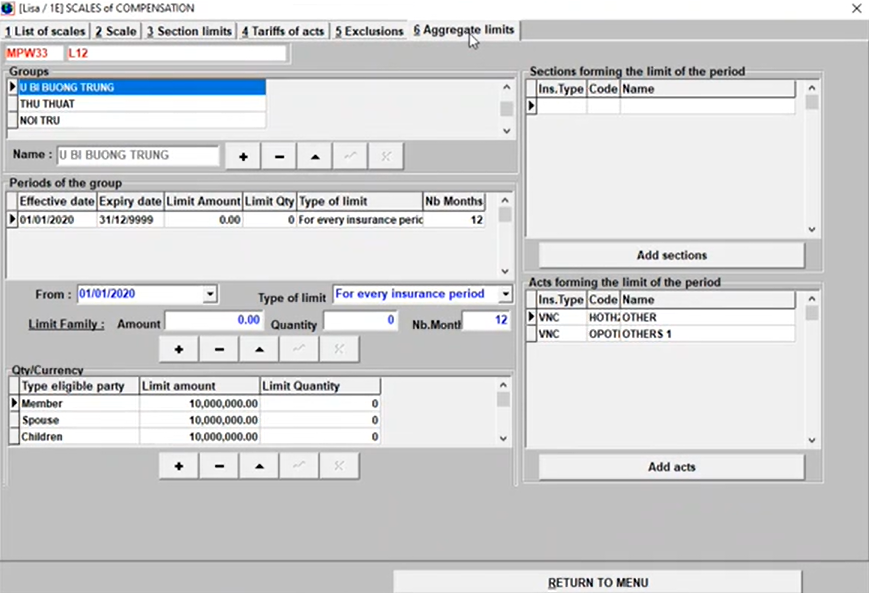 [Lisa / 1E] SCALES of COMPENSATION
1 List of scales 2 Scale 3 Section limits 4 Tariffs of acts 5 Exclusions 6 Aggregate limits
MPW33 L12
Groups
U BI BUONG TRUNG
THU THUAT
NOI TRU
Name : U BI BUONG TRUNG
Periods of the group
Effective date Expiry date Limit Amount Limit Qty Type of limit Nb Months
01/01/2020 31/12/9999 0.00 0 For every insurance peric 12
From : 01/01/2020 Type of limit For every insurance period
Limit Family : Amount 0.00 Quantity 0 Nb.Month 12
Qty/Currency
Type eligible party Limit amount Limit Quantity
Member 10,000,000.00 0
Spouse 10,000,000.00 0
Children 10,000,000.00 0
Sections forming the limit of the period
Ins.Type Code Name
Add sections
Acts forming the limit of the period
Ins.Type Code Name
VNC OTHER
VNC OTHERS 1
Add acts
RETURN TO MENU